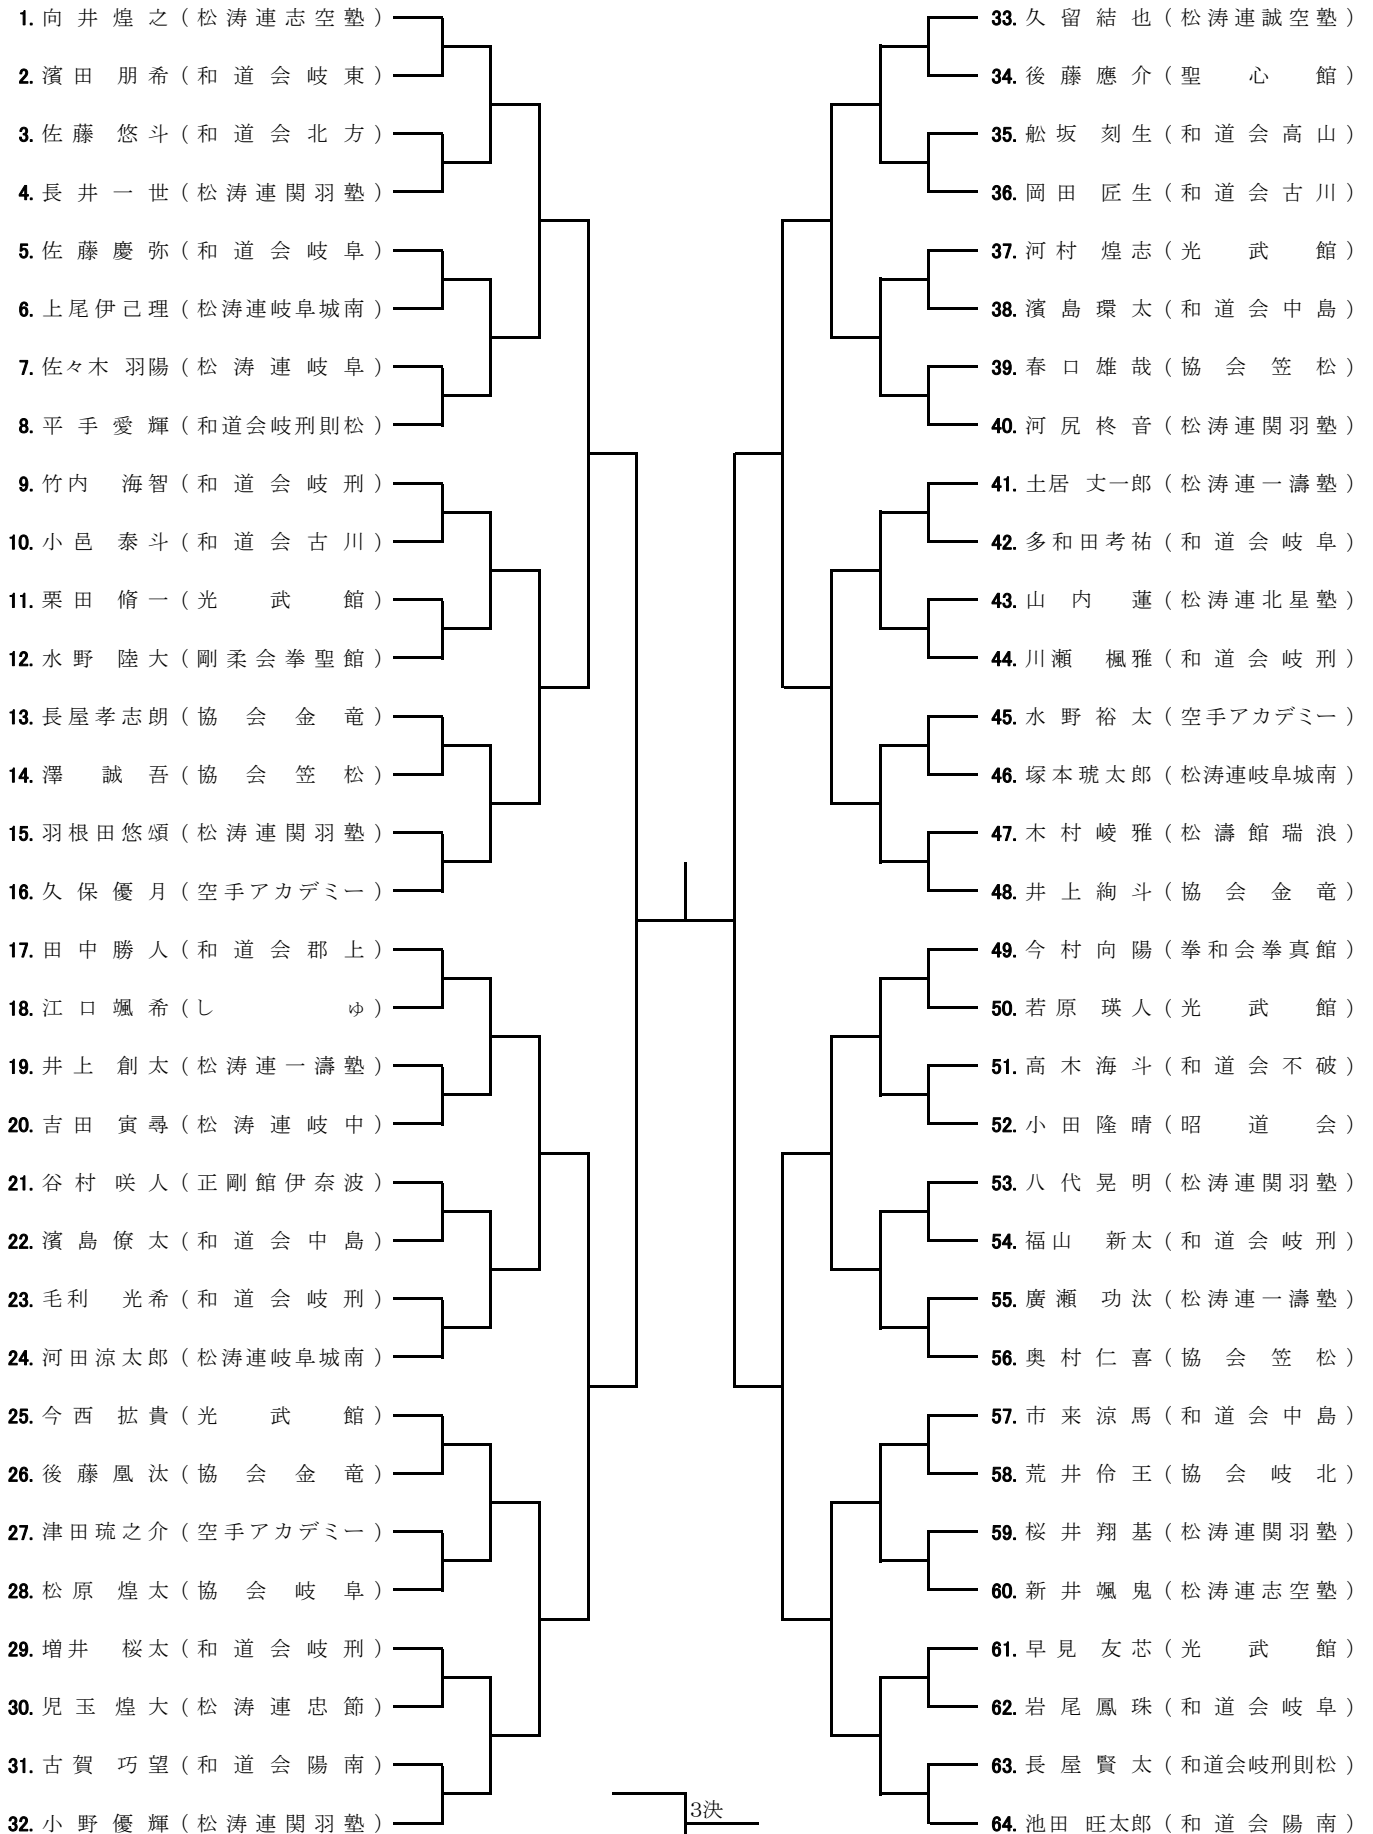 1. 向井煌之（松涛連志空塾）
2. 濱田 朋希（和道会岐東）
3. 佐藤 悠斗（和道会北方）
4. 長井一世（松涛連関羽塾）
5. 佐藤慶弥（和道会岐阜）
6. 上尾伊己理（松涛連岐阜城南）
7. 佐々木 羽陽（松涛連岐阜）
8. 平手愛輝（和道会岐刑則松）
9. 竹内 海智（和道会岐刑）
10. 小邑 泰斗（和道会古川）
11. 栗田 脩一（光武館）
12. 水野 陸大（剛柔会拳聖館）
13. 長屋孝志朗（協会金竜）
14. 澤 誠吾（協会笠松）
15. 羽根田悠頌（松涛連関羽塾）
16. 久保優月（空手アカデミー）
17. 田中勝人（和道会郡上）
18. 江口颯希（しゅ）
19. 井上 創太（松涛連一濤塾）
20. 吉田 寅尋（松涛連岐中）
21. 谷村咲人（正剛館伊奈波）
22. 濱島僚太（和道会中島）
23. 毛利 光希（和道会岐刑）
24. 河田涼太郎（松涛連岐阜城南）
25. 今西 拡貴（光武館）
26. 後藤凰汰（協会金竜）
27. 津田琉之介（空手アカデミー）
28. 松原 煌太（協会岐阜）
29. 増井 桜太（和道会岐刑）
30. 児玉煌大（松涛連忠節）
31. 古賀 巧望（和道会陽南）
32. 小野優輝（松涛連関羽塾）
33. 久留結也（松涛連誠空塾）
34. 後藤應介（聖心館）
35. 舩坂 刻生（和道会高山）
36. 岡田 匠生（和道会古川）
37. 河村 煌志（光武館）
38. 濱島環太（和道会中島）
39. 春口雄哉（協会笠松）
40. 河尻柊音（松涛連関羽塾）
41. 土居 丈一郎（松涛連一濤塾）
42. 多和田考祐（和道会岐阜）
43. 山内 蓮（松涛連北星塾）
44. 川瀬 楓雅（和道会岐刑）
45. 水野裕太（空手アカデミー）
46. 塚本琥太郎（松涛連岐阜城南）
47. 木村崚雅（松濤館瑞浪）
48. 井上絢斗（協会金竜）
49. 今村向陽（拳和会拳真館）
50. 若原 瑛人（光武館）
51. 高木海斗（和道会不破）
52. 小田隆晴（昭道会）
53. 八代晃明（松涛連関羽塾）
54. 福山 新太（和道会岐刑）
55. 廣瀬 功汰（松涛連一濤塾）
56. 奥村仁喜（協会笠松）
57. 市来涼馬（和道会中島）
58. 荒井伶王（協会岐北）
59. 桜井翔基（松涛連関羽塾）
60. 新井颯鬼（松涛連志空塾）
61. 早見 友芯（光武館）
62. 岩尾鳳珠（和道会岐阜）
63. 長屋賢太（和道会岐刑則松）
64. 池田 旺太郎（和道会陽南）
3決